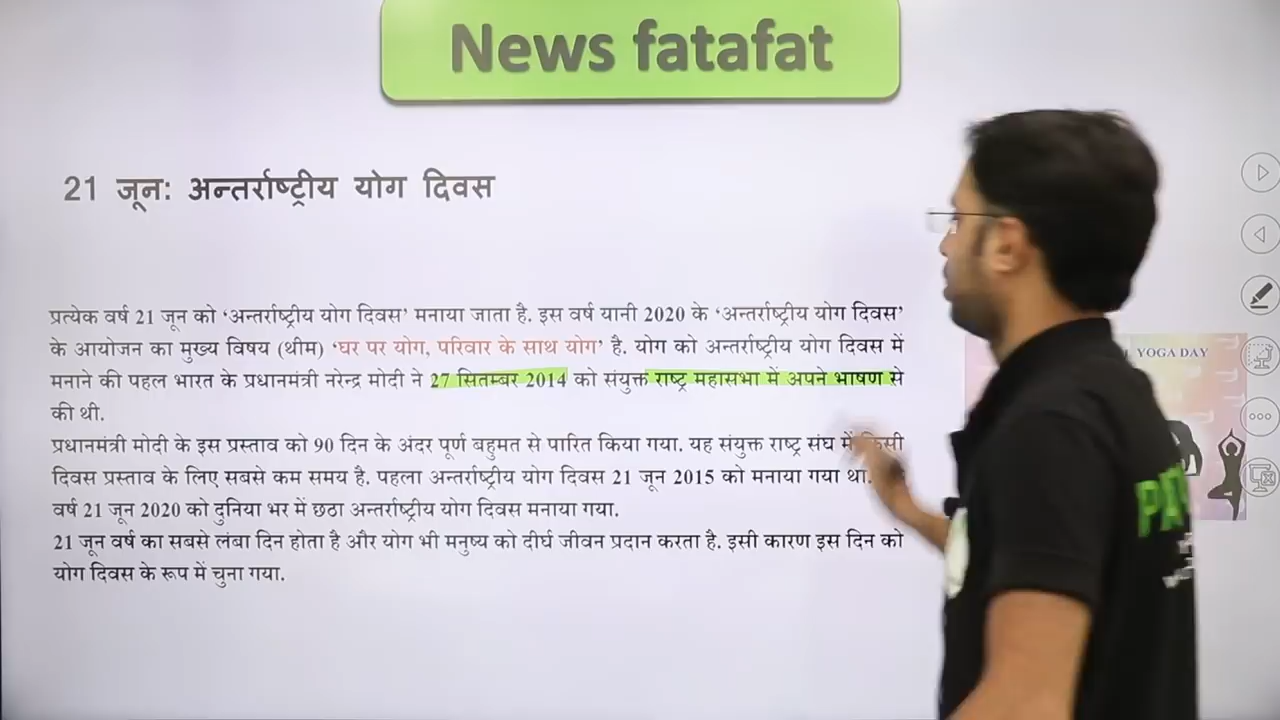 News fatafat
21 जून: अन्तर्राष्ट्रीय योग दिवस
प्रत्येक वर्ष 21 जून को ‘अन्तर्राष्ट्रीय योग दिवस’ मनाया जाता है. इस वर्ष यानी 2020 के ‘अन्तर्राष्ट्रीय योग दिवस’
के आयोजन का मुख्य विषय (थीम) ‘घर पर योग, परिवार के साथ योग’ है. योग को अन्तर्राष्ट्रीय योग दिवस में
मनाने की पहल भारत के प्रधानमंत्री नरेन्द्र मोदी ने 27 सितम्बर 2014 को संयुक्त राष्ट्र महासभा में अपने भाषण से
की थी.
प्रधानमंत्री मोदी के इस प्रस्ताव को 90 दिन के अंदर पूर्ण बहुमत से पारित किया गया. यह संयुक्त राष्ट्र संघ में किसी
दिवस प्रस्ताव के लिए सबसे कम समय है. पहला अन्तर्राष्ट्रीय योग दिवस 21 जून 2015 को मनाया गया था.
वर्ष 21 जून 2020 को दुनिया भर में छठा अन्तर्राष्ट्रीय योग दिवस मनाया गया.
21 जून वर्ष का सबसे लंबा दिन होता है और योग भी मनुष्य को दीर्घ जीवन प्रदान करता है. इसी कारण इस दिन को
योग दिवस के रूप में चुना गया.
YOGA DAY